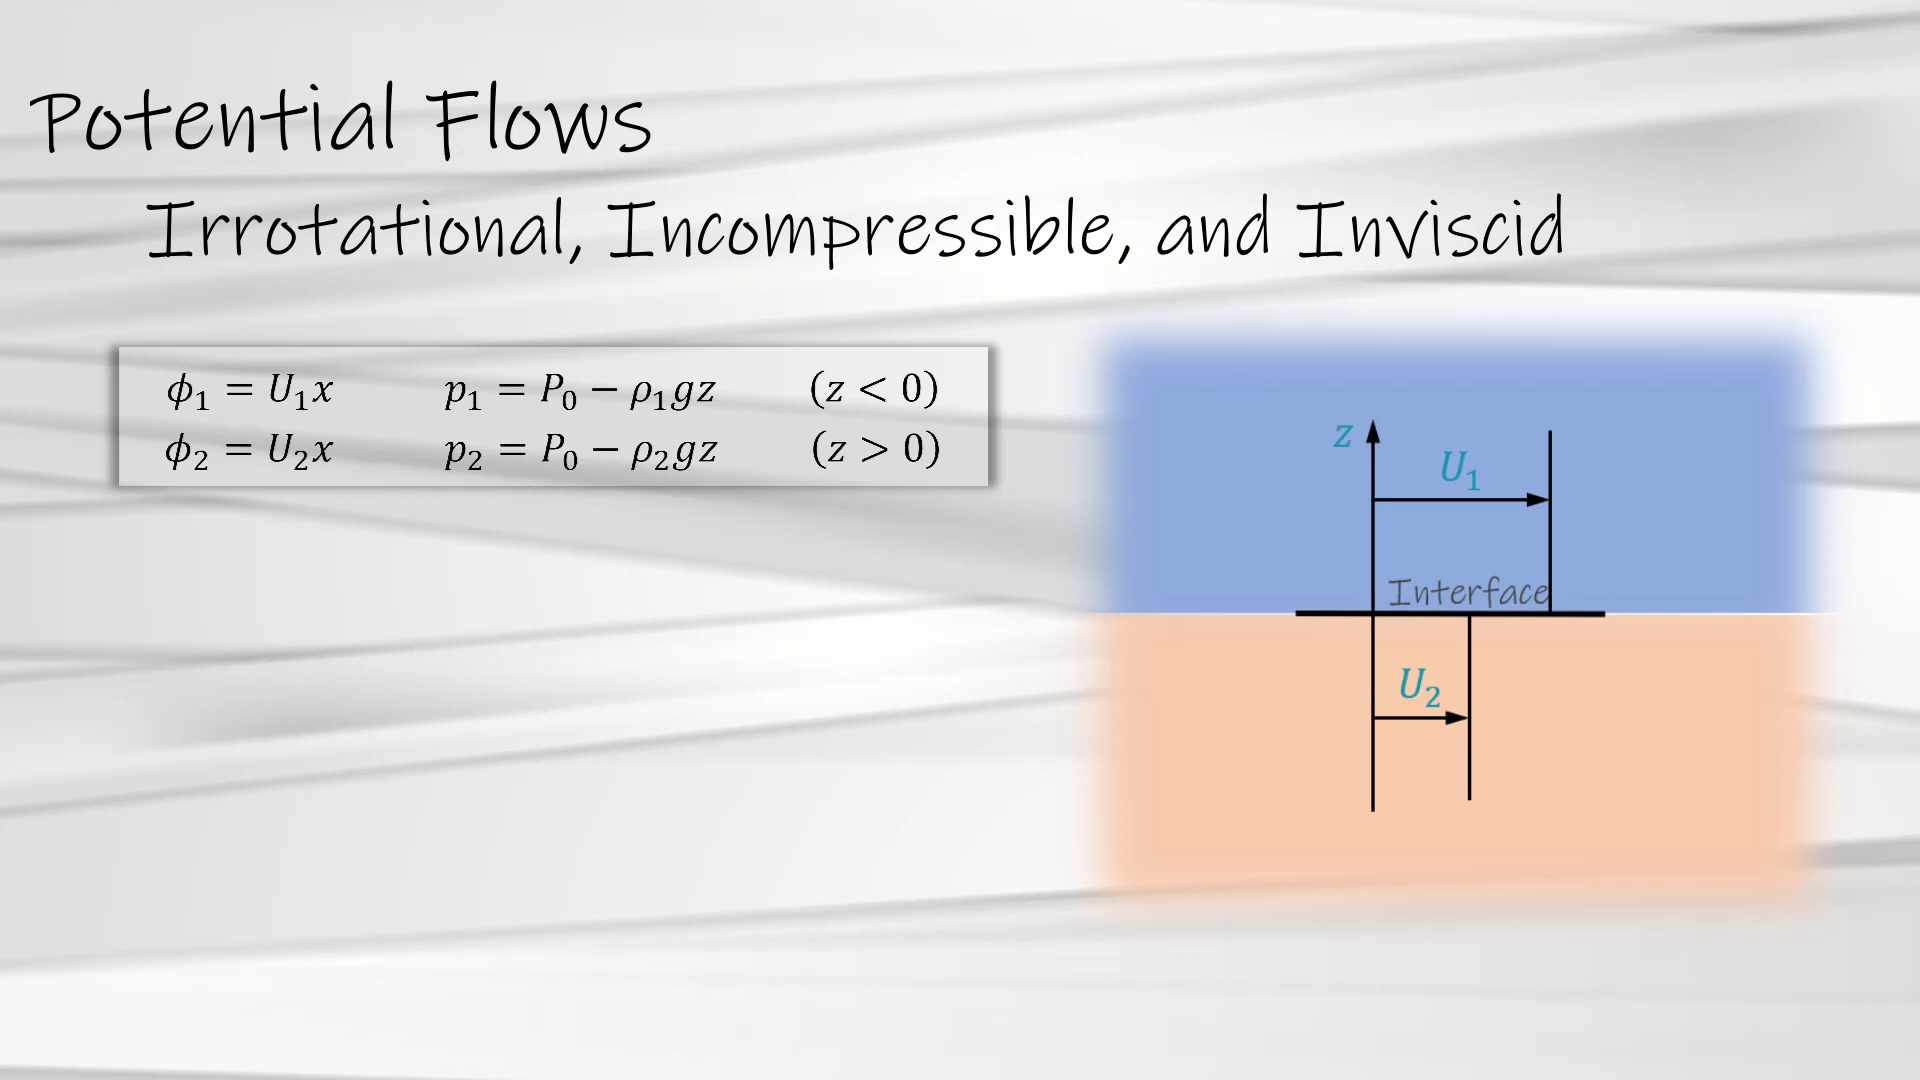 Potential Flows
Irrotational, Incompressible, and Inviscid
ϕ₁ = U₁x p₁ = P₀ − ρ₁gz (z < 0)
ϕ₂ = U₂x p₂ = P₀ − ρ₂gz (z > 0)
z
U₁
Interface
U₂